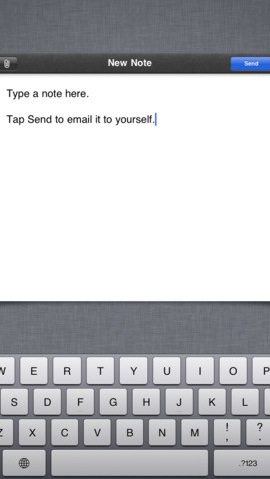 New Note
Send
Type a note here.
Tap Send to email it to yourself.
W E R T Y U I O P
S D F G H J K L
Z X C V B N M ! , ? .
.?123